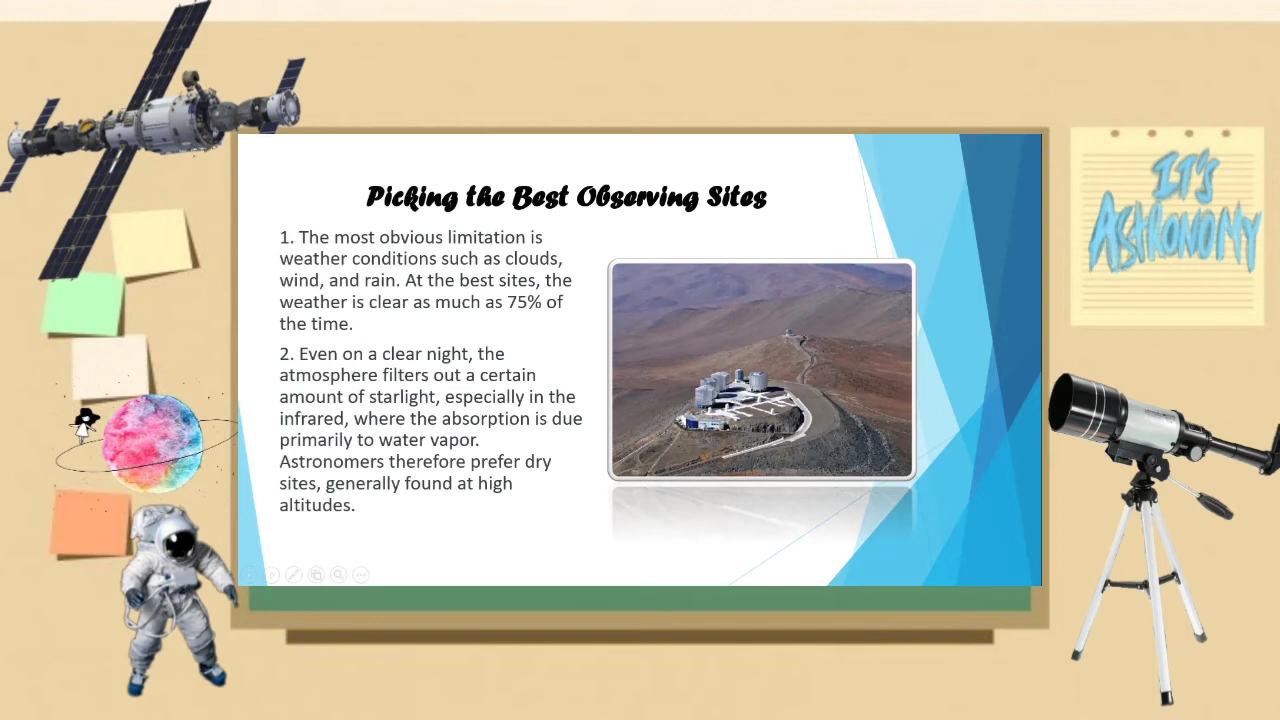 Picking the Best Observing Sites
1. The most obvious limitation is
weather conditions such as clouds,
wind, and rain. At the best sites, the
weather is clear as much as 75% of
the time.
2. Even on a clear night, the
atmosphere filters out a certain
amount of starlight, especially in the
infrared, where the absorption is due
primarily to water vapor.
Astronomers therefore prefer dry
sites, generally found at high
altitudes.
IT'S
ASTRONOMY